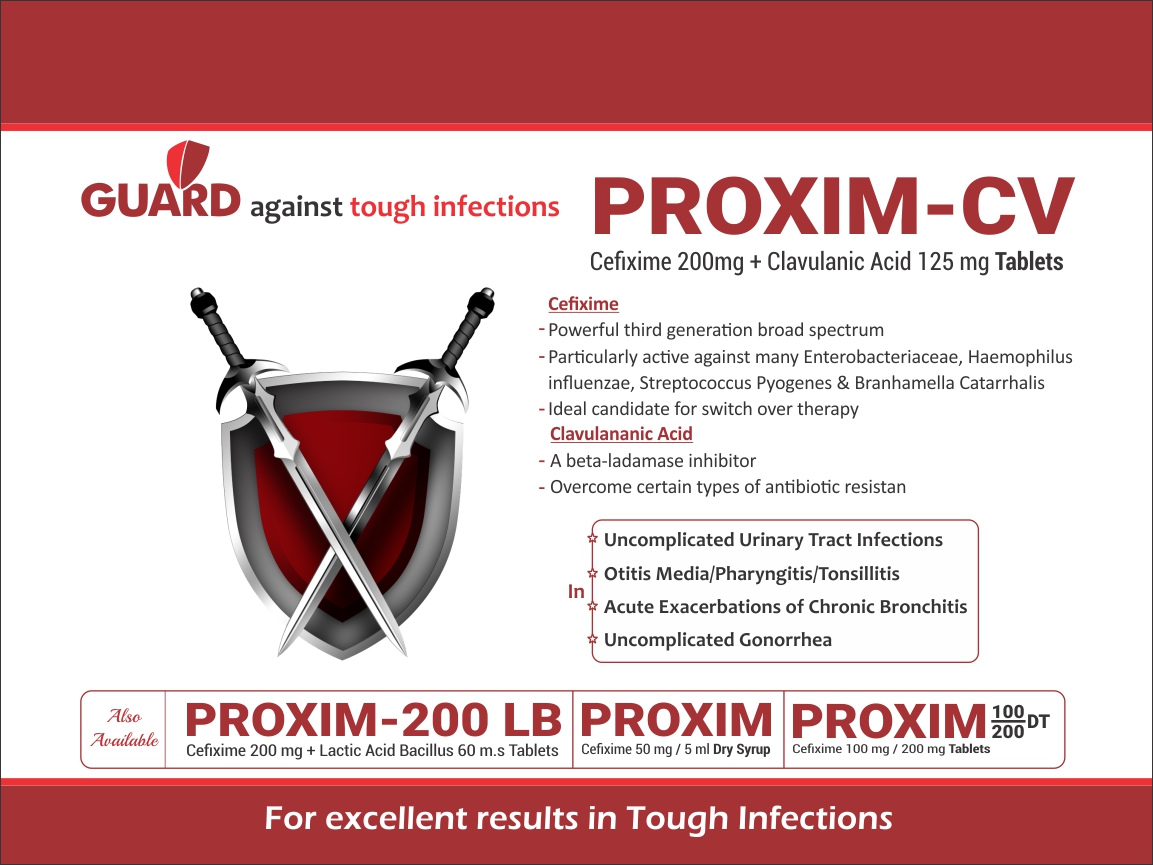 GUARD against tough infections
PROXIM-CV
Cefixime 200mg + Clavulanic Acid 125 mg Tablets
Cefixime
- Powerful third generation broad spectrum
- Particularly active against many Enterobacteriaceae, Haemophilus
influenzae, Streptococcus Pyogenes & Branhamella Catarrhalis
- Ideal candidate for switch over therapy
Clavulananic Acid
- A beta-ladamase inhibitor
- Overcome certain types of antibiotic resistan
In
☆ Uncomplicated Urinary Tract Infections
☆ Otitis Media/Pharyngitis/Tonsillitis
☆ Acute Exacerbations of Chronic Bronchitis
☆ Uncomplicated Gonorrhea
Also
Available
PROXIM-200 LB
Cefixime 200 mg + Lactic Acid Bacillus 60 m.s Tablets
PROXIM
Cefixime 50 mg / 5 ml Dry Syrup
PROXIM 100/200 DT
Cefixime 100 mg / 200 mg Tablets
For excellent results in Tough Infections